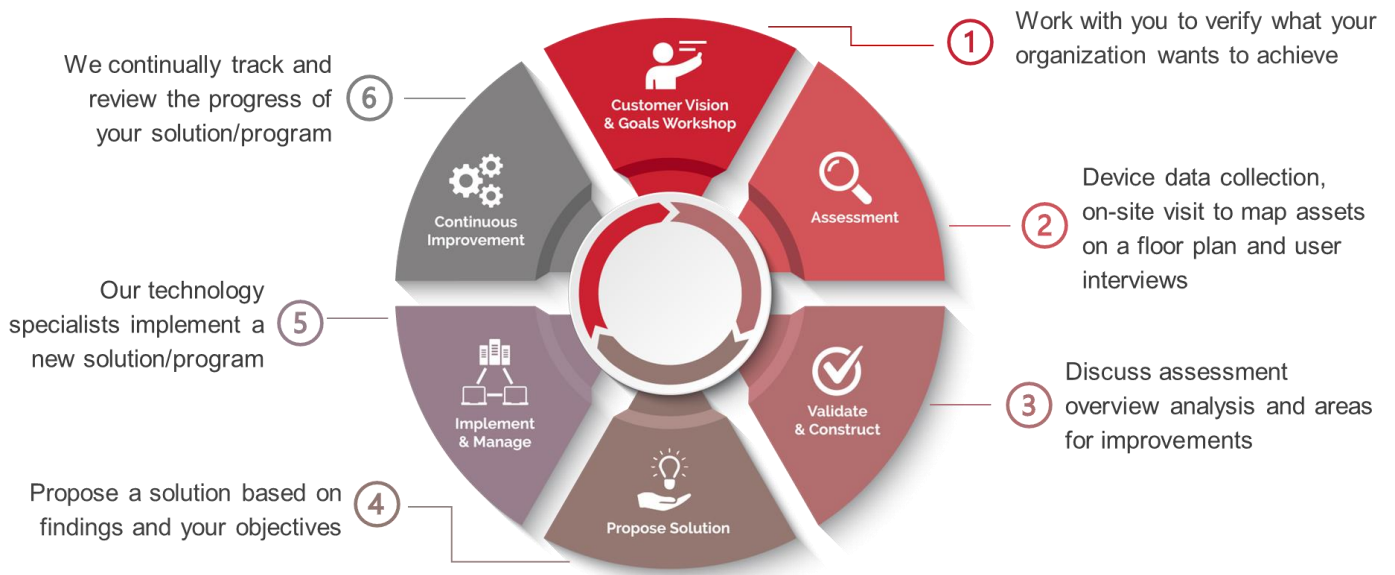 1
Work with you to verify what your
organization wants to achieve
Customer Vision
& Goals Workshop
2
Device data collection,
on-site visit to map assets
on a floor plan and user
interviews
Assessment
3
Discuss assessment
overview analysis and areas
for improvements
Validate
& Construct
4
Propose a solution based on
findings and your objectives
Propose Solution
5
Our technology
specialists implement a
new solution/program
Implement
& Manage
6
We continually track and
review the progress of
your solution/program
Continuous
Improvement